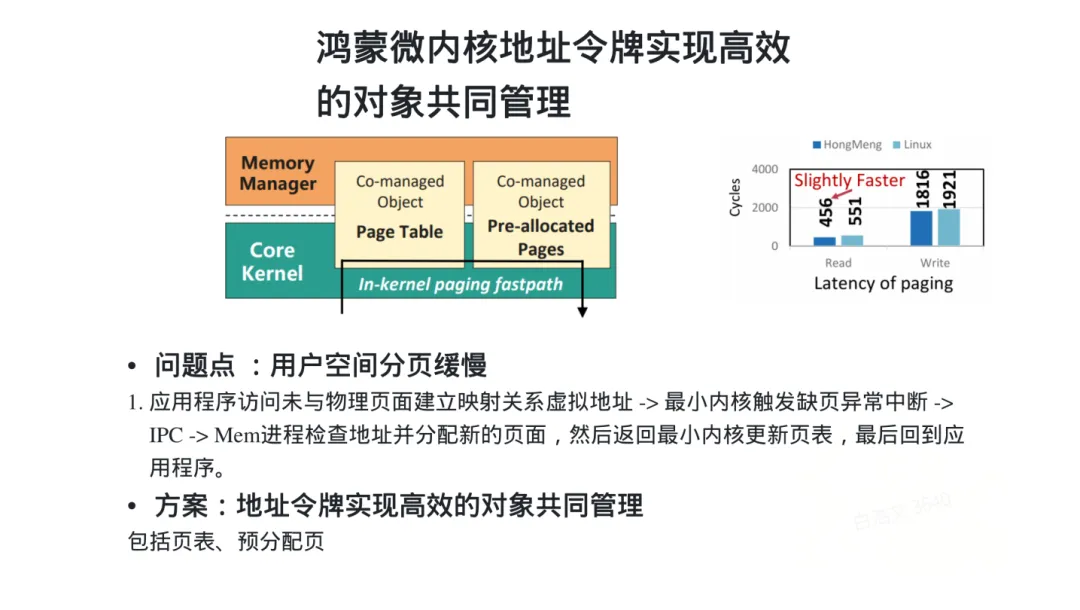 鸿蒙微内核地址令牌实现高效
的对象共同管理
Memory
Manager
Co-managed
Object
Page Table
Co-managed
Object
Pre-allocated
Pages
Core
Kernel
In-kernel paging fastpath
HongMeng Linux
Cycles
4000
2000
0
Slightly Faster
456
551
1816
1921
Read
Write
Latency of paging
• 问题点 ：用户空间分页缓慢
1. 应用程序访问未与物理页面建立映射关系虚拟地址 -> 最小内核触发缺页异常中断 ->
IPC -> Mem进程检查地址并分配新的页面，然后返回最小内核更新页表，最后回到应
用程序。
• 方案：地址令牌实现高效的对象共同管理
包括页表、预分配页